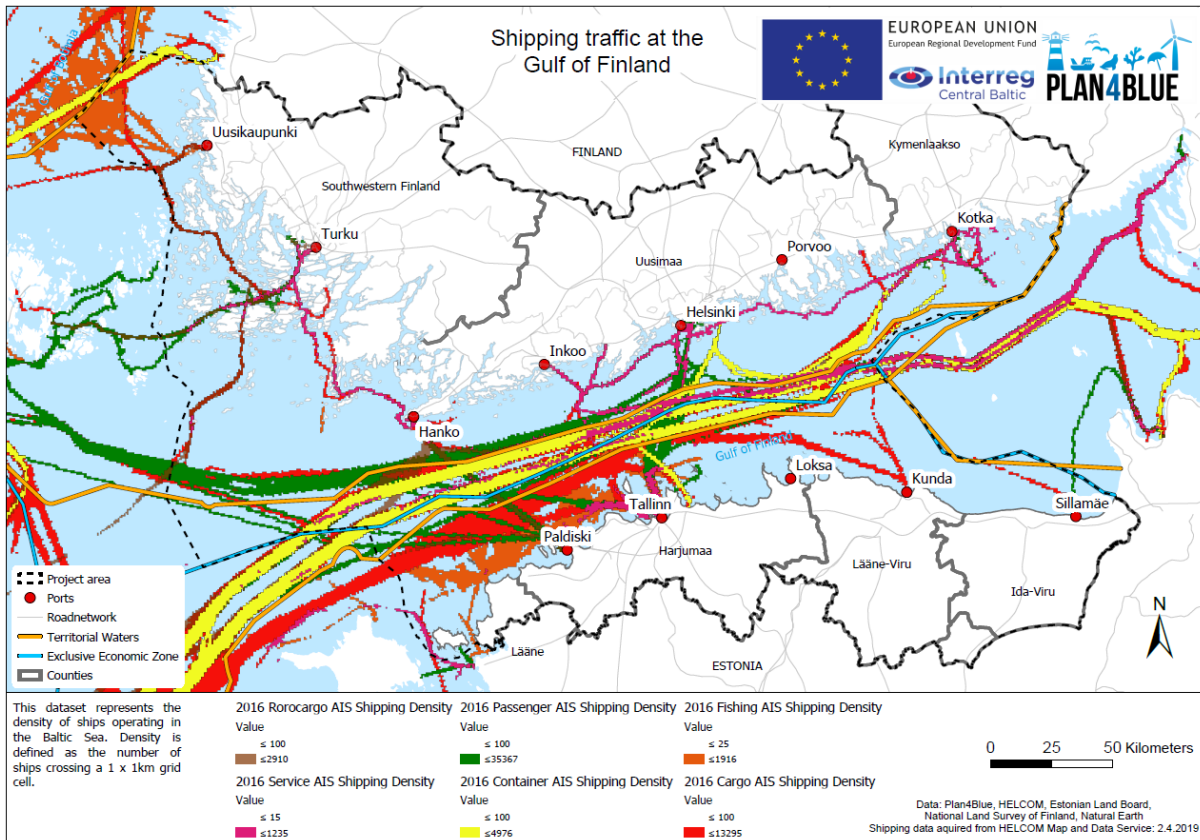 Shipping traffic at the
Gulf of Finland
EUROPEAN UNION
European Regional Development Fund
Interreg
Central Baltic
PLAN4BLUE
Uusikaupunki
FINLAND
Kymenlaakso
Southwestern Finland
Turku
Kotka
Porvoo
Uusimaa
Helsinki
Inkoo
Hanko
Gulf of Finland
Loksa
Kunda
Tallinn
Sillamäe
Paldiski
Harjumaa
Lääne-Viru
Ida-Viru
Lääne
ESTONIA
N
Project area
Ports
Roadnetwork
Territorial Waters
Exclusive Economic Zone
Counties
This dataset represents the
density of ships operating in
the Baltic Sea. Density is
defined as the number of
ships crossing a 1 x 1km grid
cell.
2016 Rorocargo AIS Shipping Density
Value
≤ 100
≤2910
2016 Passenger AIS Shipping Density
Value
≤ 100
≤35367
2016 Fishing AIS Shipping Density
Value
≤ 25
≤1916
2016 Service AIS Shipping Density
Value
≤ 15
≤1235
2016 Container AIS Shipping Density
Value
≤ 100
≤4976
2016 Cargo AIS Shipping Density
Value
≤ 100
≤13295
0 25 50 Kilometers
Data: Plan4Blue, HELCOM, Estonian Land Board,
National Land Survey of Finland, Natural Earth
Shipping data aquired from HELCOM Map and Data Service: 2.4.2019